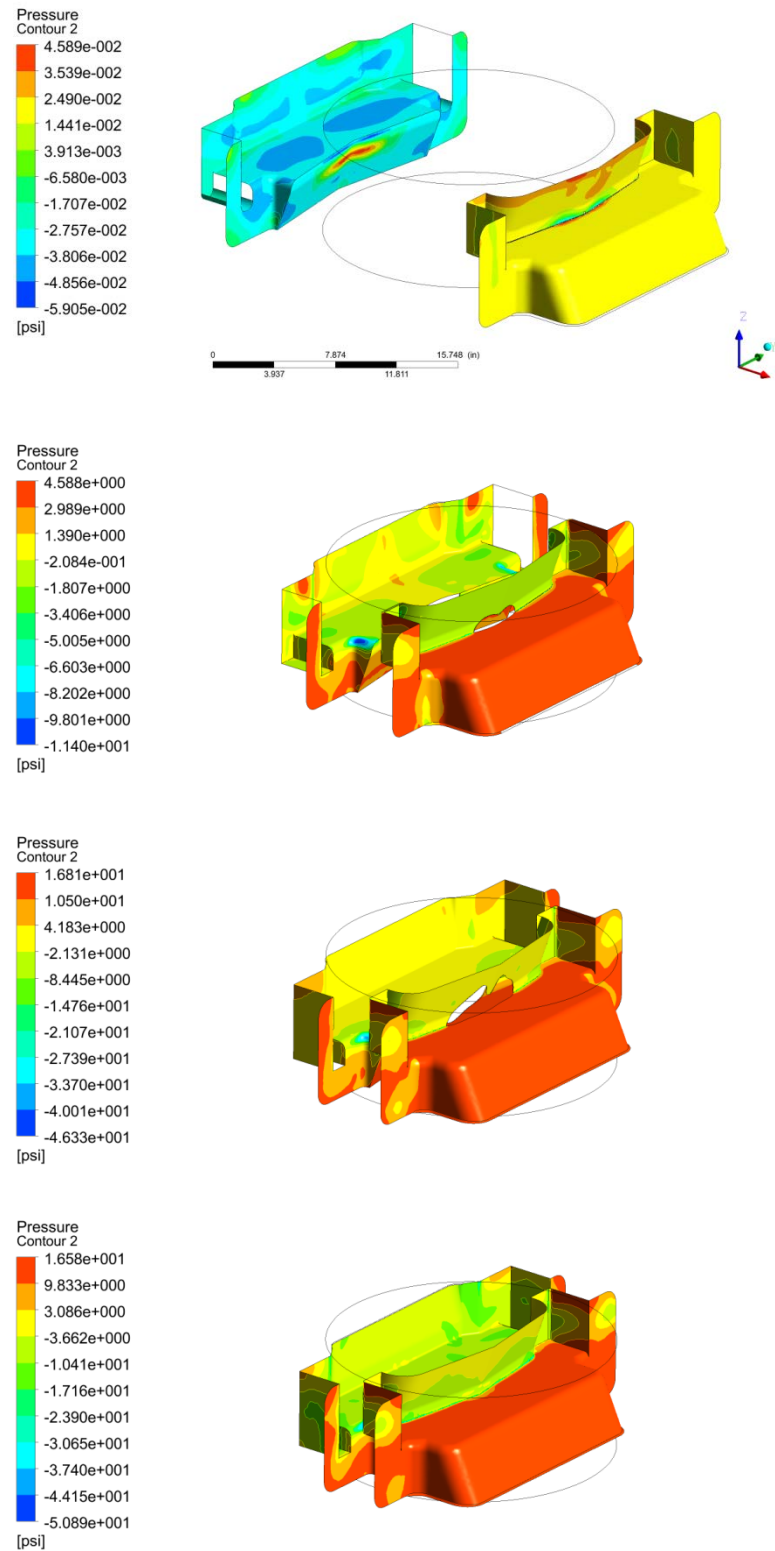 Pressure
Contour 2
4.589e-002
3.539e-002
2.490e-002
1.441e-002
3.913e-003
-6.580e-003
-1.707e-002
-2.757e-002
-3.806e-002
-4.856e-002
-5.905e-002
[psi]
0 7.874 15.748 (in)
3.937 11.811
Z
Pressure
Contour 2
4.588e+000
2.989e+000
1.390e+000
-2.084e-001
-1.807e+000
-3.406e+000
-5.005e+000
-6.603e+000
-8.202e+000
-9.801e+000
-1.140e+001
[psi]
Pressure
Contour 2
1.681e+001
1.050e+001
4.183e+000
-2.131e+000
-8.445e+000
-1.476e+001
-2.107e+001
-2.739e+001
-3.370e+001
-4.001e+001
-4.633e+001
[psi]
Pressure
Contour 2
1.658e+001
9.833e+000
3.086e+000
-3.662e+000
-1.041e+001
-1.716e+001
-2.390e+001
-3.065e+001
-3.740e+001
-4.415e+001
-5.089e+001
[psi]